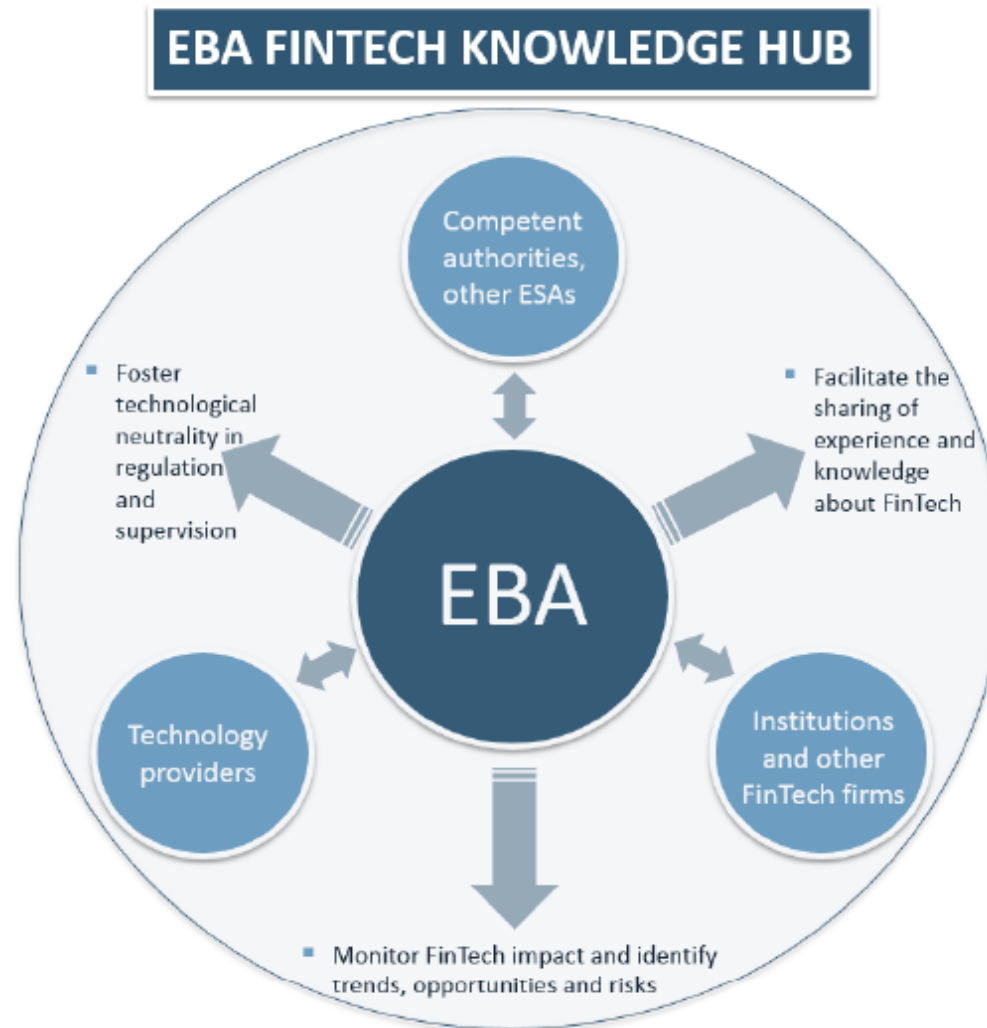 EBA FINTECH KNOWLEDGE HUB
Competent
authorities,
other ESAs
▪ Foster
technological
neutrality in
regulation
and
supervision
▪ Facilitate the
sharing of
experience and
knowledge
about FinTech
EBA
Technology
providers
Institutions
and other
FinTech firms
▪ Monitor FinTech impact and identify
trends, opportunities and risks